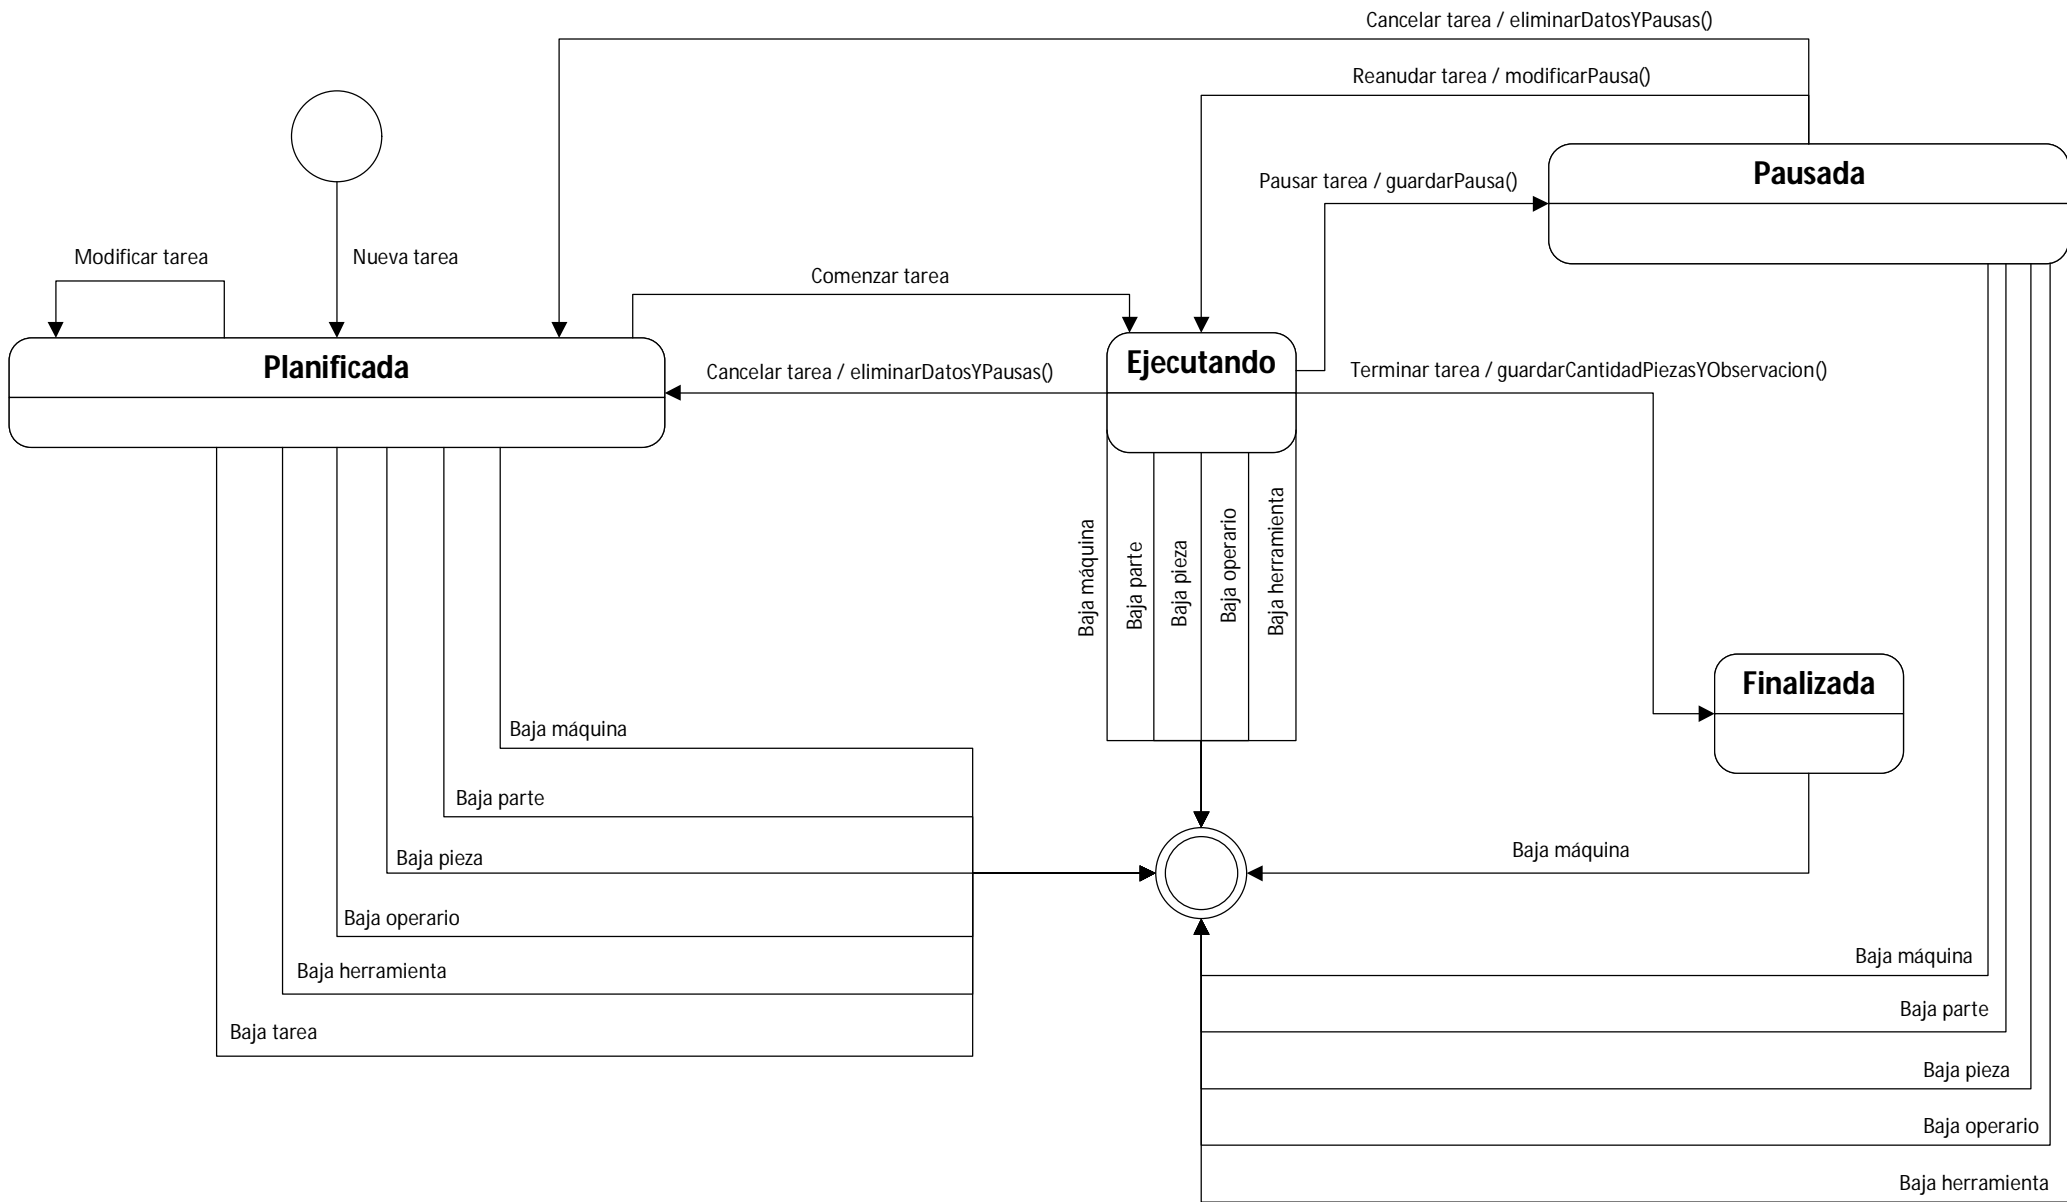 Cancelar tarea / eliminarDatosYPausas()
Reanudar tarea / modificarPausa()
Pausada
Pausar tarea / guardarPausa()
Modificar tarea
Nueva tarea
Comenzar tarea
Planificada
Cancelar tarea / eliminarDatosYPausas()
Ejecutando
Terminar tarea / guardarCantidadPiezasYObservacion()
Baja máquina
Baja parte
Baja pieza
Baja operario
Baja herramienta
Finalizada
Baja máquina
Baja parte
Baja pieza
Baja operario
Baja herramienta
Baja tarea
Baja máquina
Baja máquina
Baja parte
Baja pieza
Baja operario
Baja herramienta